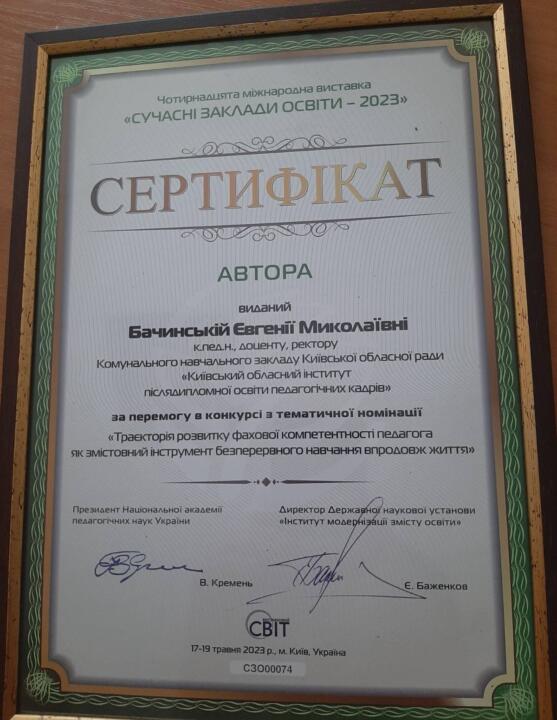 Чотирнадцята міжнародна виставка
«СУЧАСНІ ЗАКЛАДИ ОСВІТИ – 2023»
СЕРТИФІКАТ
АВТОРА
виданий
Бачинській Євгенії Миколаївні
к.пед.н., доценту, ректору
Комунального навчального закладу Київської обласної ради
«Київський обласний інститут
післядипломної освіти педагогічних кадрів»
за перемогу в конкурсі з тематичної номінації
«Траєкторія розвитку фахової компетентності педагога
як змістовний інструмент безперервного навчання впродовж життя»
Президент Національної академії
педагогічних наук України
В. Кремень
Директор Державної наукової установи
«Інститут модернізації змісту освіти»
Є. Баженков
СВІТ
17-19 травня 2023 р., м. Київ, Україна
СЗО00074